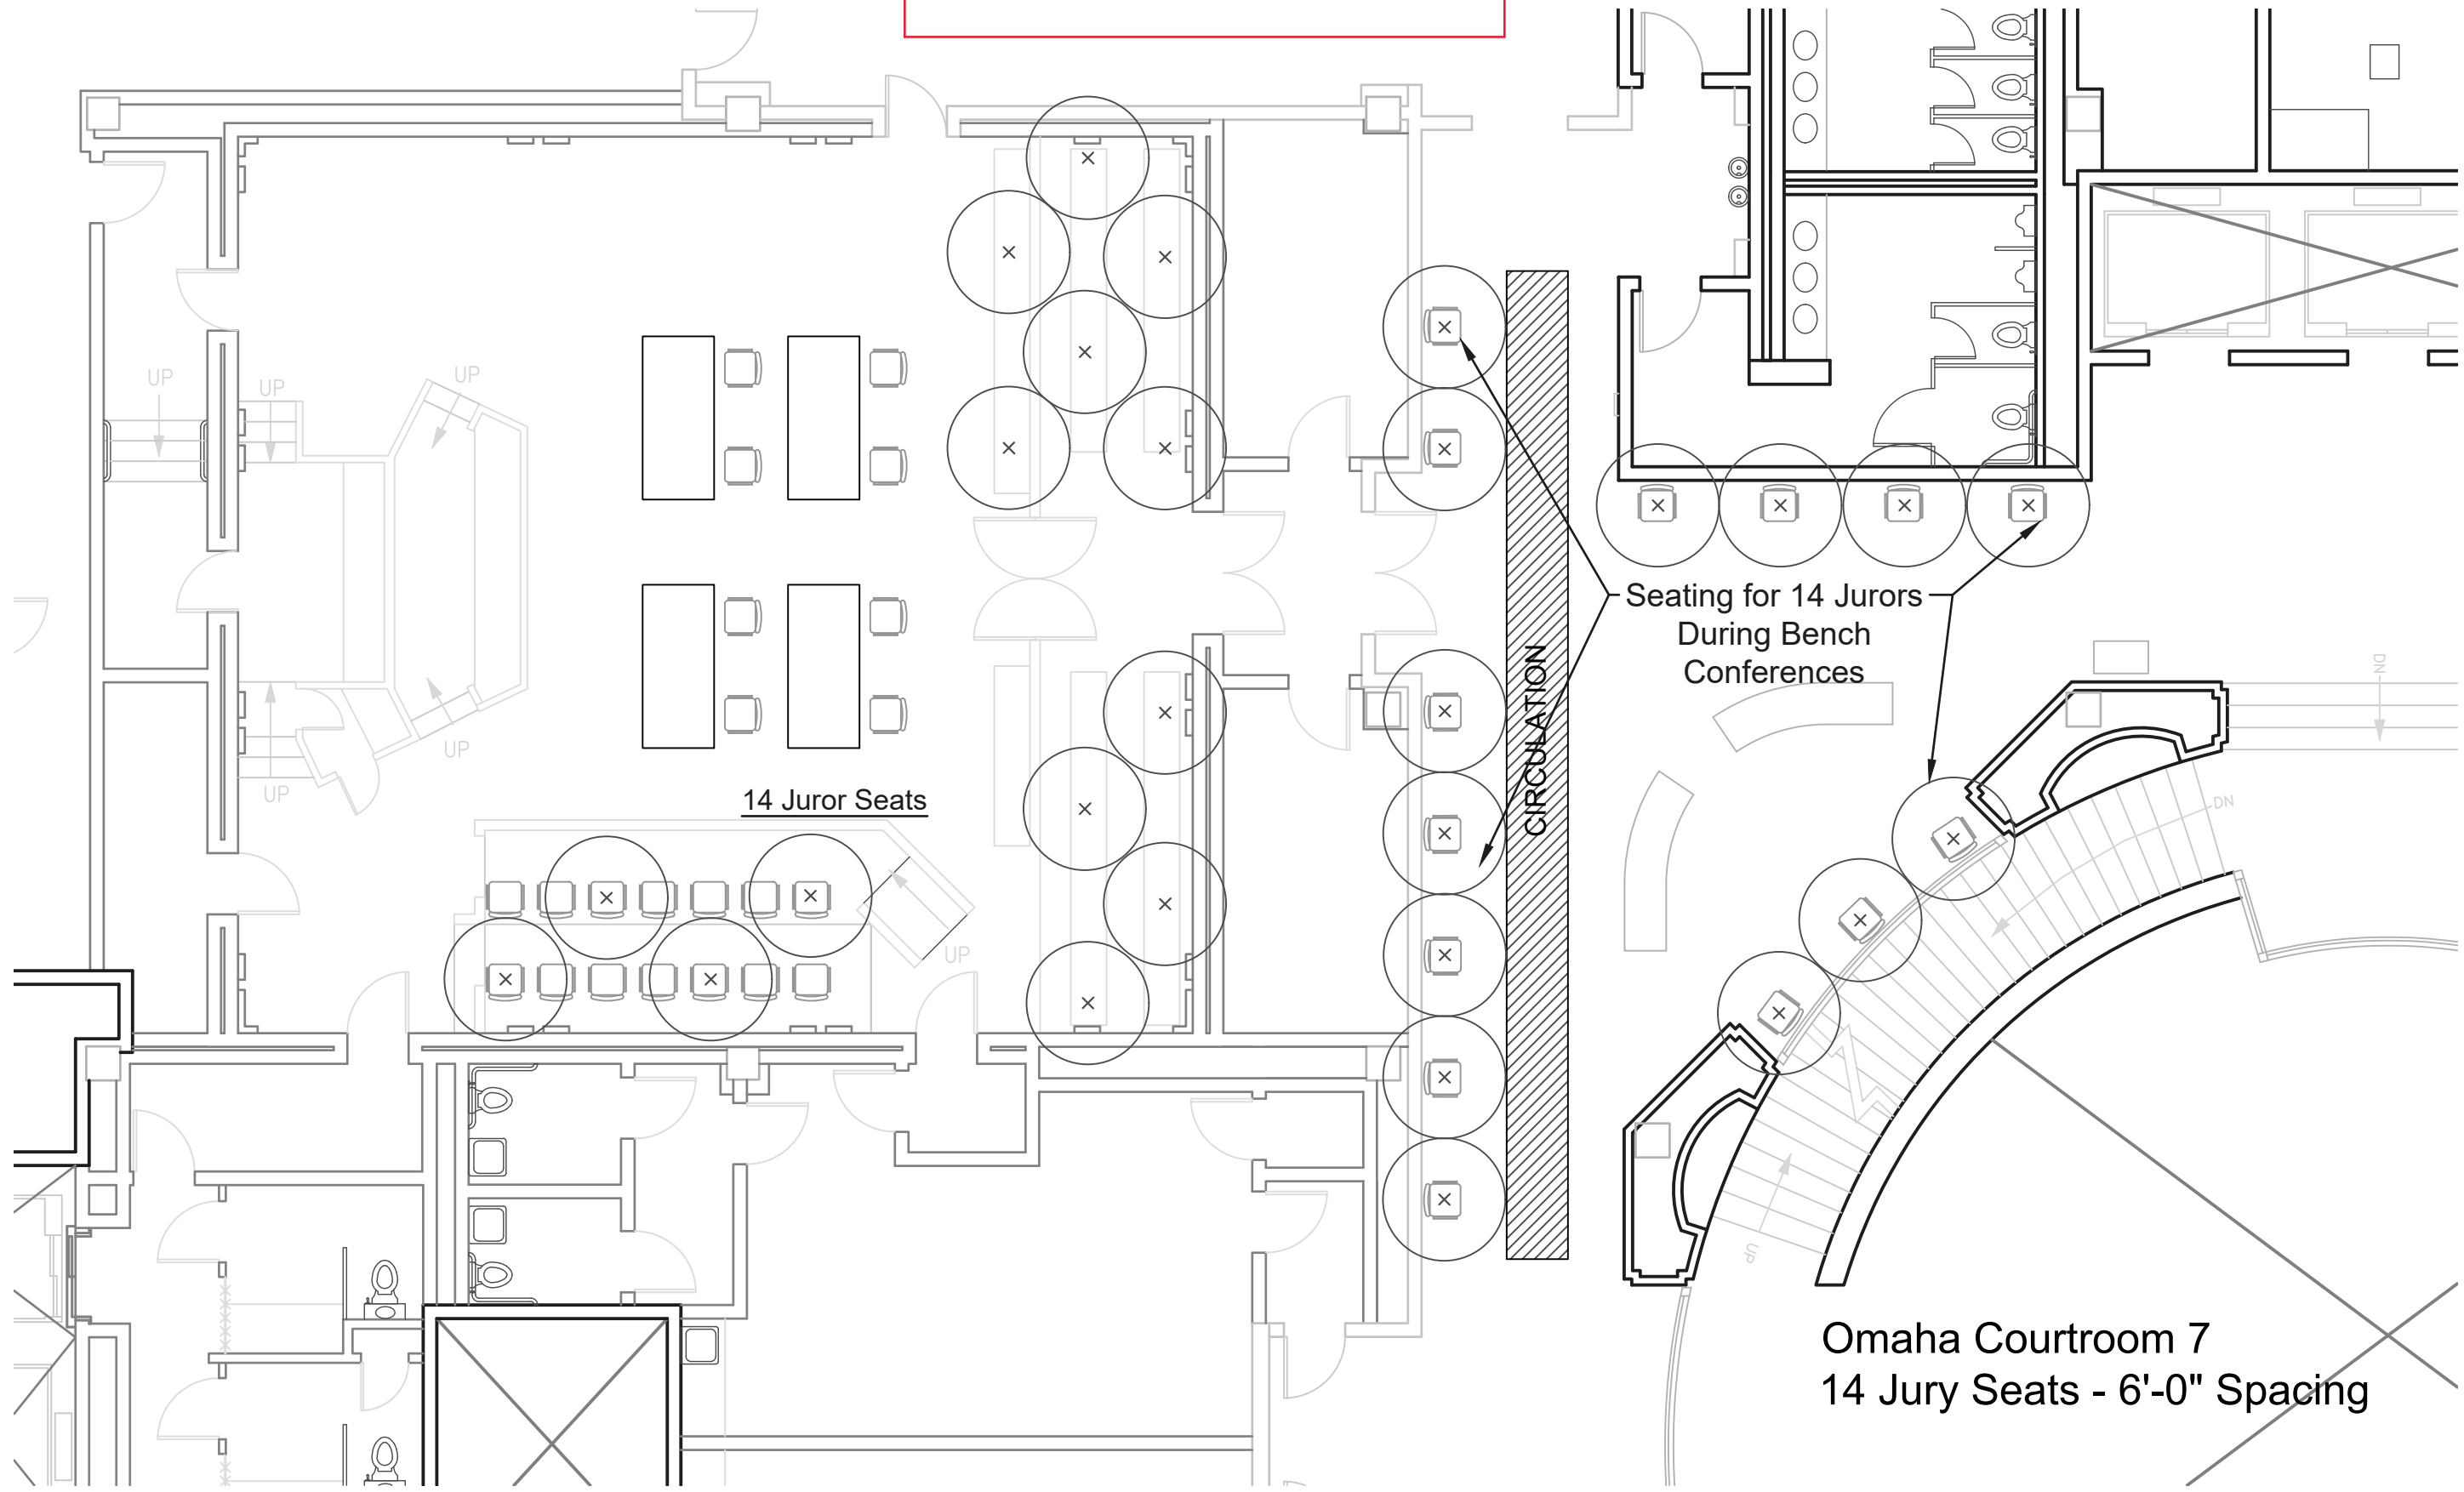 UP
UP
UP
14 Juror Seats
UP
UP
UP
CIRCULATION
Seating for 14 Jurors
During Bench
Conferences
DN
DN
UP
Omaha Courtroom 7
14 Jury Seats - 6'-0" Spacing